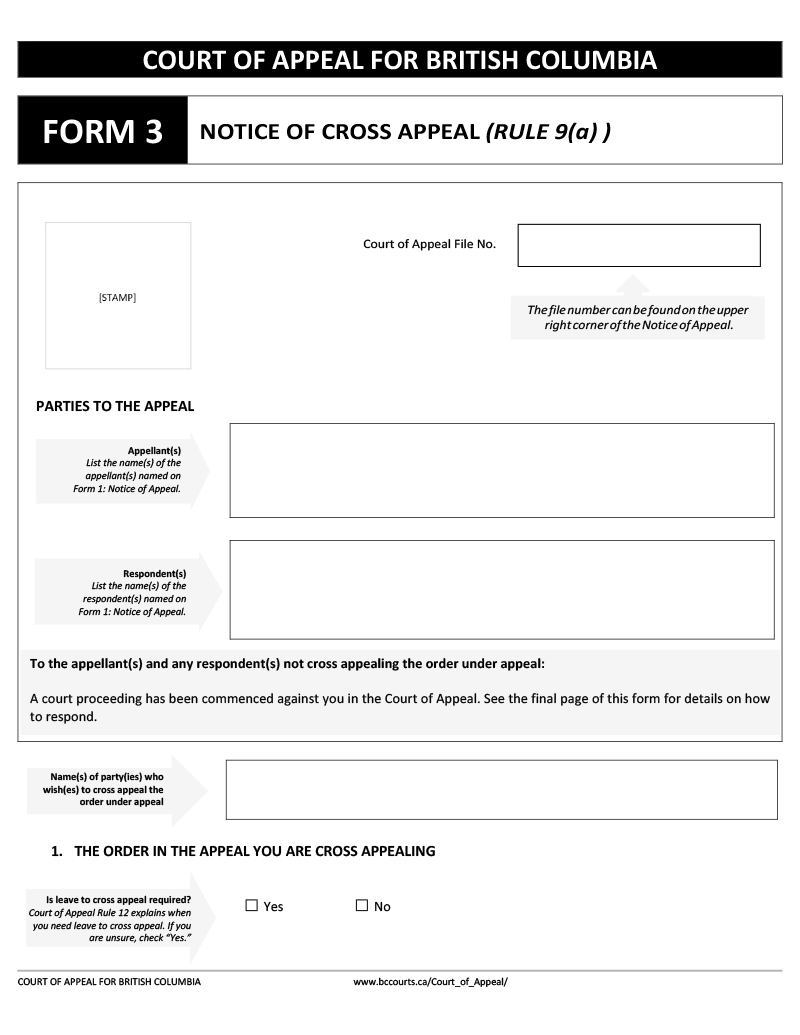 COURT OF APPEAL FOR BRITISH COLUMBIA
FORM 3
NOTICE OF CROSS APPEAL (RULE 9(a) )
[STAMP]
Court of Appeal File No.
The file number can be found on the upper
right corner of the Notice of Appeal.
PARTIES TO THE APPEAL
Appellant(s)
List the name(s) of the
appellant(s) named on
Form 1: Notice of Appeal.
Respondent(s)
List the name(s) of the
respondent(s) named on
Form 1: Notice of Appeal.
To the appellant(s) and any respondent(s) not cross appealing the order under appeal:
A court proceeding has been commenced against you in the Court of Appeal. See the final page of this form for details on how
to respond.
Name(s) of party(ies) who
wish(es) to cross appeal the
order under appeal
1. THE ORDER IN THE APPEAL YOU ARE CROSS APPEALING
Is leave to cross appeal required?
Court of Appeal Rule 12 explains when
you need leave to cross appeal. If you
are unsure, check “Yes.”
☐ Yes ☐ No
COURT OF APPEAL FOR BRITISH COLUMBIA www.bccourts.ca/Court_of_Appeal/